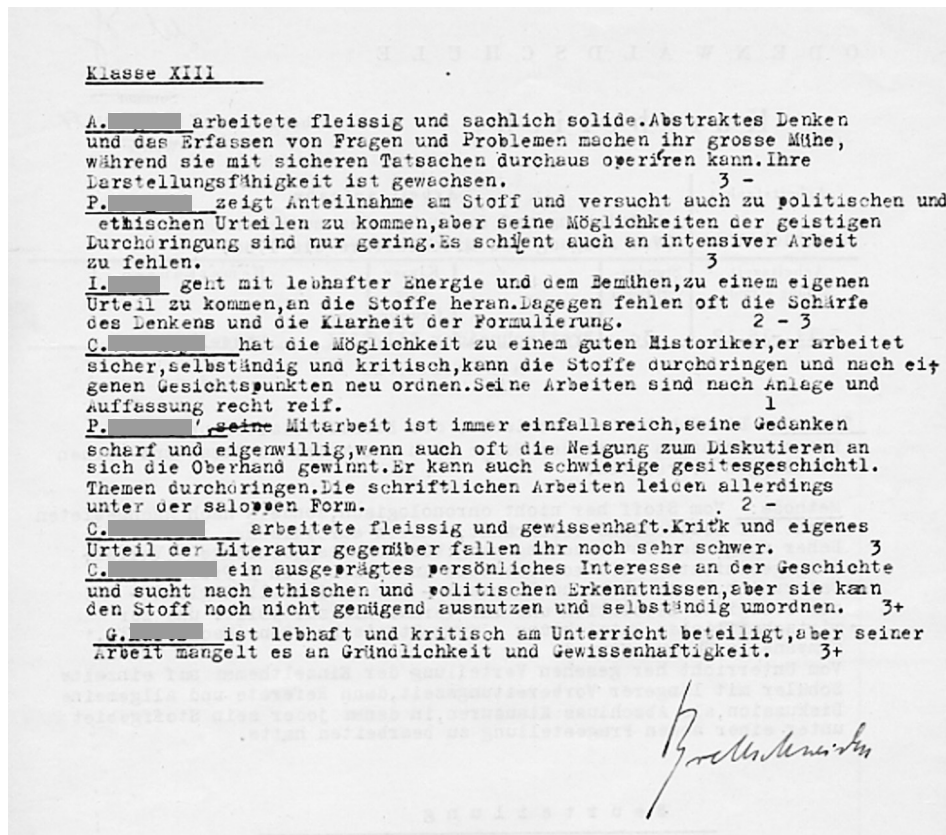 Klasse XIII
A. arbeitete fleissig und sachlich solide.Abstraktes Denken
und das Erfassen von Fragen und Problemen machen ihr grosse Mühe,
während sie mit sicheren Tatsachen durchaus operiren kann.Ihre
Darstellungsfähigkeit ist gewachsen. 3 -
P. zeigt Anteilnahme am Stoff und versucht auch zu politischen und
ethischen Urteilen zu kommen,aber seine Möglichkeiten der geistigen
Durchdringung sind nur gering.Es schient auch an intensiver Arbeit
zu fehlen. 3
I. geht mit lebhafter Energie und dem Bemühen,zu einem eigenen
Urteil zu kommen,an die Stoffe heran.Dagegen fehlen oft die Schärfe
des Denkens und die Klarheit der Formulierung. 2 - 3
C. hat die Möglichkeit zu einem guten Historiker,er arbeitet
sicher,selbständig und kritisch,kann die Stoffe durchdringen und nach ei-
genen Gesichtspunkten neu ordnen.Seine Arbeiten sind nach Anlage und
Auffassung recht reif. 1
P. ' ,seine Mitarbeit ist immer einfallsreich,seine Gedanken
scharf und eigenwillig,wenn auch oft die Neigung zum Diskutieren an
sich die Oberhand gewinnt.Er kann auch schwierige gesitesgeschichtl.
Themen durchdringen.Die schriftlichen Arbeiten leiden allerdings
unter der saloppen Form. 2 -
C. arbeitete fleissig und gewissenhaft.Kritk und eigenes
Urteil der Literatur gegenüber fallen ihr noch sehr schwer. 3
C. ein ausgeprägtes persönliches Interesse an der Geschichte
und sucht nach ethischen und politischen Erkenntnissen,aber sie kann
den Stoff noch nicht genügend ausnutzen und selbständig umordnen. 3+
G. ist lebhaft und kritisch am Unterricht beteiligt,aber seiner
Arbeit mangelt es an Gründlichkeit und Gewissenhaftigkeit. 3+